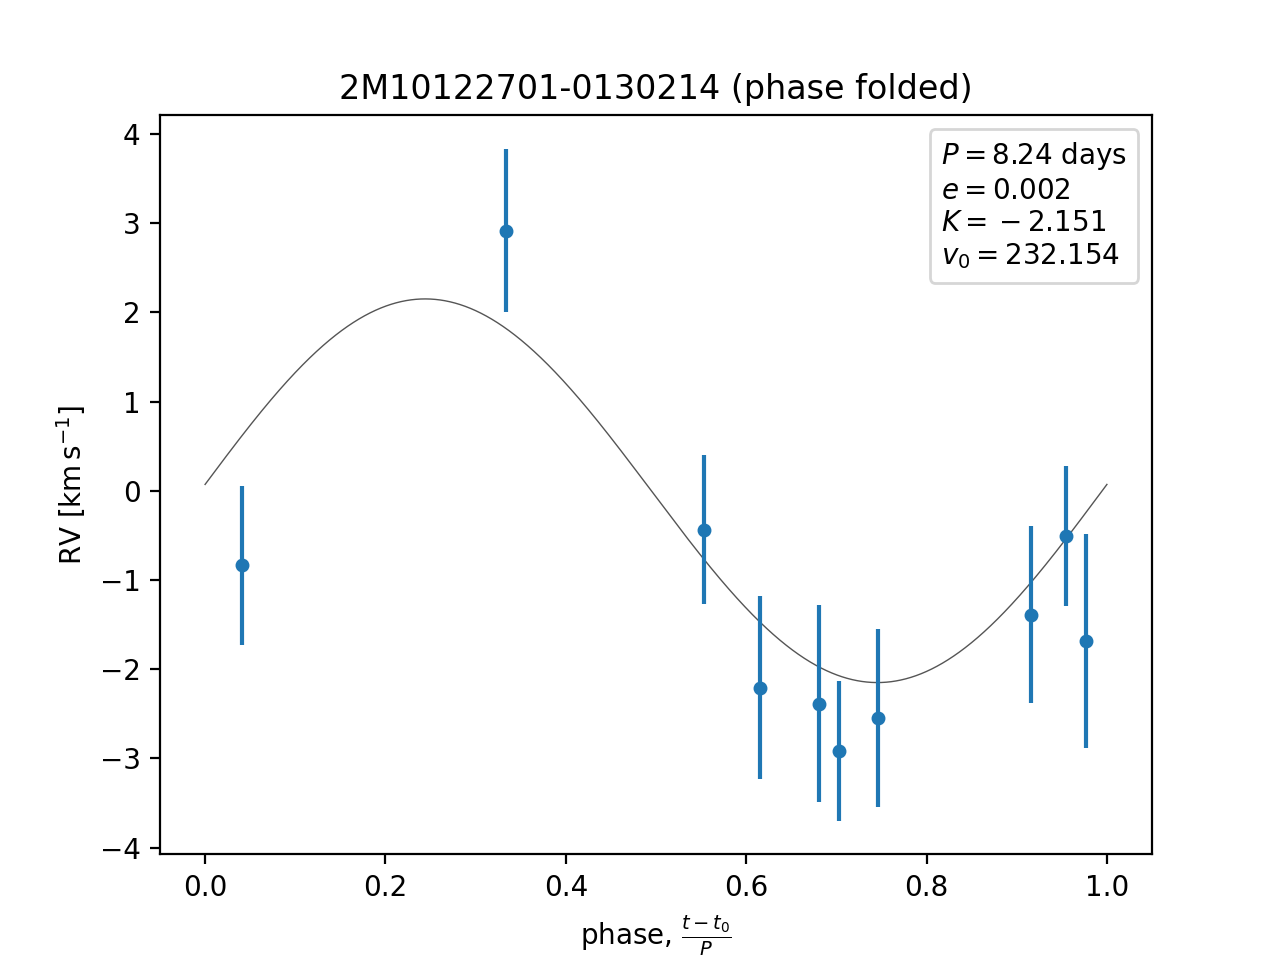 2M10122701-0130214 (phase folded)
P = 8.24 days
e = 0.002
K = −2.151
v₀ = 232.154
4
3
2
1
0
−1
−2
−3
−4
RV [km s⁻¹]
0.0 0.2 0.4 0.6 0.8 1.0
phase, (t − t₀)/P